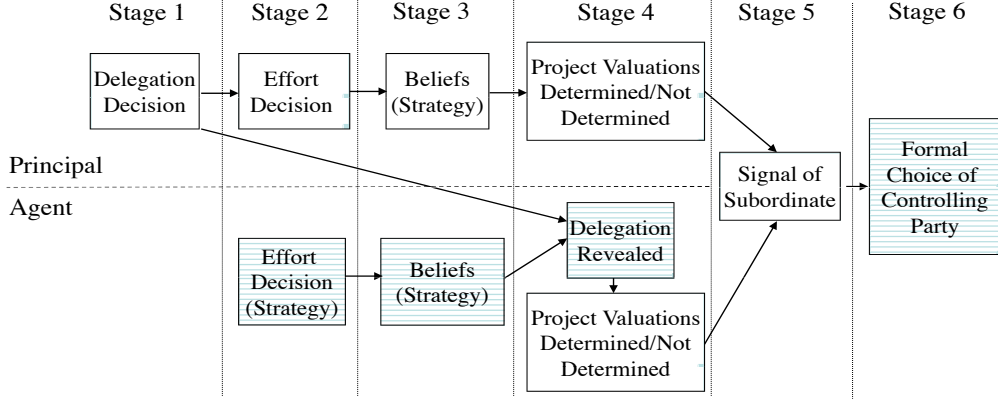 Stage 1
Stage 2
Stage 3
Stage 4
Stage 5
Stage 6
Delegation
Decision
Effort
Decision
Beliefs
(Strategy)
Project Valuations
Determined/Not
Determined
Principal
Agent
Signal of
Subordinate
Formal
Choice of
Controlling
Party
Effort
Decision
(Strategy)
Beliefs
(Strategy)
Delegation
Revealed
Project Valuations
Determined/Not
Determined